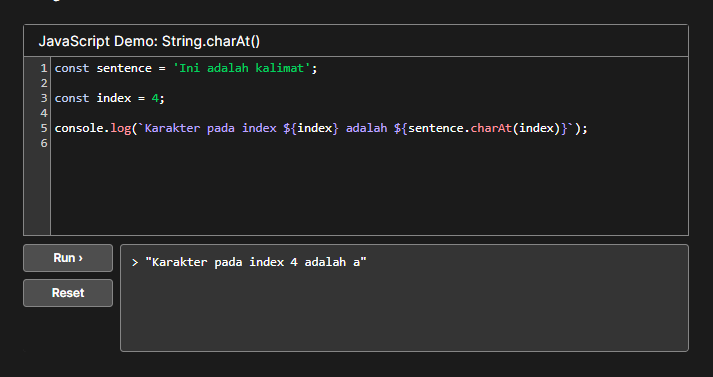 JavaScript Demo: String.charAt()
1 const sentence = 'Ini adalah kalimat';
2
3 const index = 4;
4
5 console.log(`Karakter pada index ${index} adalah ${sentence.charAt(index)}`);
6
Run ›
> "Karakter pada index 4 adalah a"
Reset